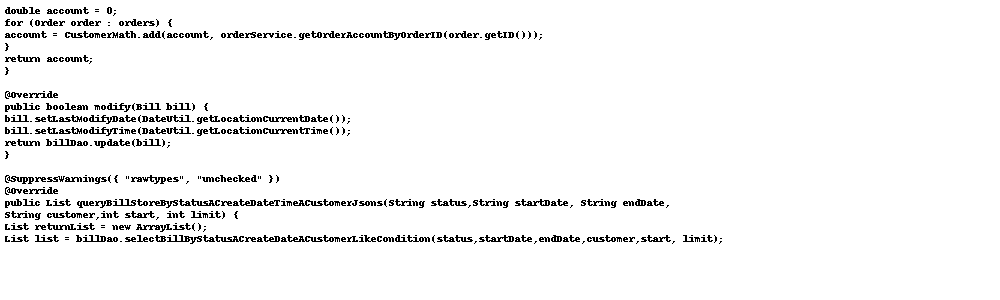 double account = 0;
for (Order order : orders) {
account = CustomerMath.add(account, orderService.getOrderAccountByOrderID(order.getID()));
}
return account;
}

@Override
public boolean modify(Bill bill) {
bill.setLastModifyDate(DateUtil.getLocationCurrentDate());
bill.setLastModifyTime(DateUtil.getLocationCurrentTime());
return billDao.update(bill);
}

@SuppressWarnings({ "rawtypes", "unchecked" })
@Override
public List queryBillStoreByStatusACreateDateTimeACustomerJsons(String status,String startDate, String endDate,
String customer,int start, int limit) {
List returnList = new ArrayList();
List list = billDao.selectBillByStatusACreateDateACustomerLikeCondition(status,startDate,endDate,customer,start, limit);